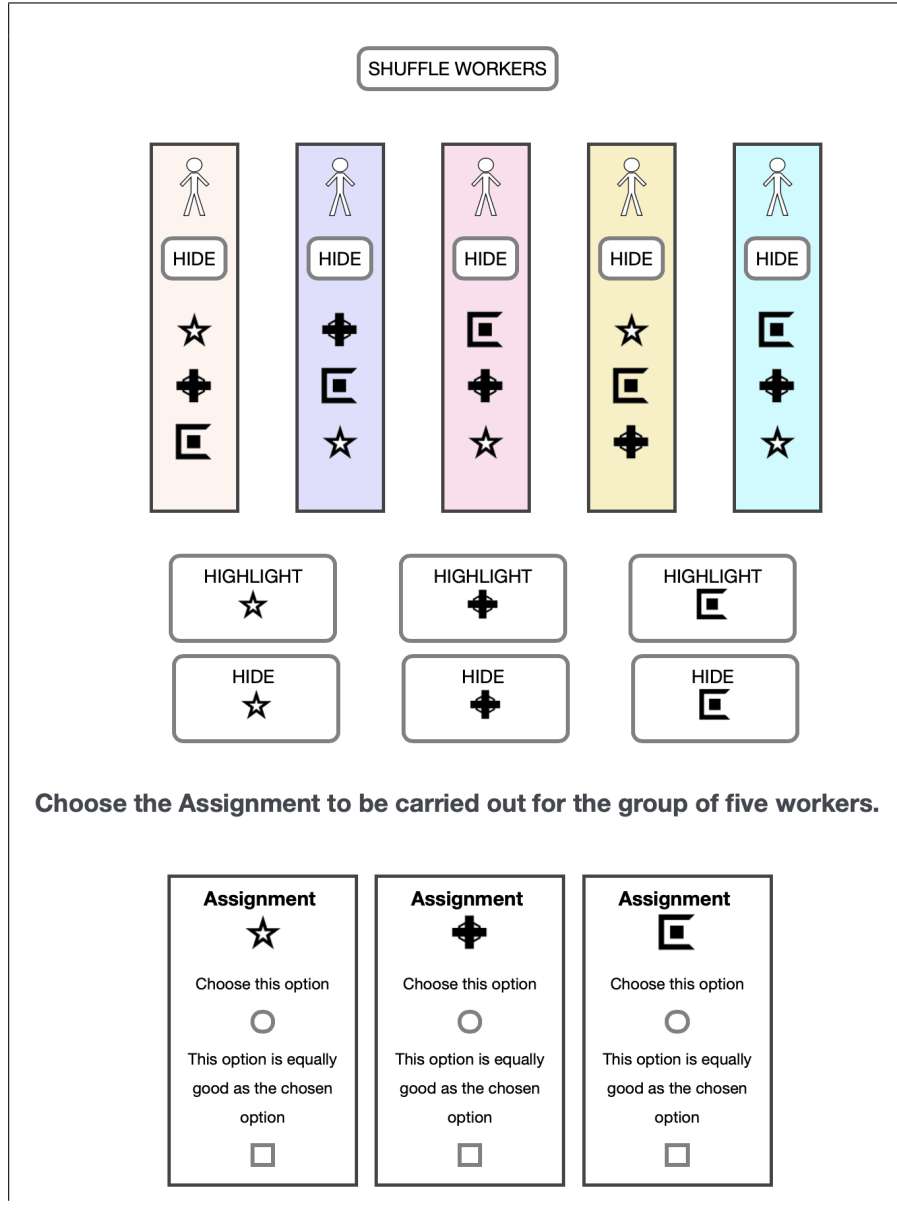 SHUFFLE WORKERS
HIDE HIDE HIDE HIDE HIDE
HIGHLIGHT HIGHLIGHT HIGHLIGHT
HIDE HIDE HIDE
Choose the Assignment to be carried out for the group of five workers.
Assignment
Choose this option
This option is equally
good as the chosen
option
Assignment
Choose this option
This option is equally
good as the chosen
option
Assignment
Choose this option
This option is equally
good as the chosen
option